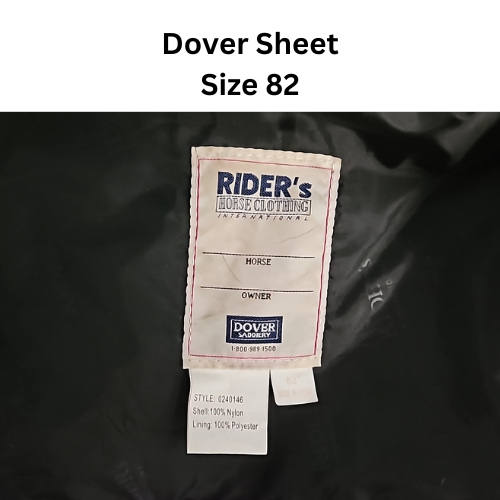 Dover Sheet
Size 82
RIDER's
HORSE CLOTHING
INTERNATIONAL
HORSE
OWNER
DOVER
SADDLERY
1-800-989-1500
STYLE: 0240146
Shell:100% Nylon
Lining: 100% Polyester